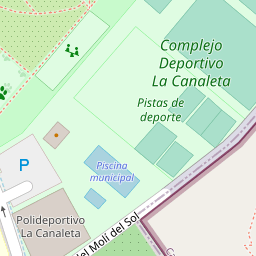 Complejo
Deportivo
La Canaleta
Pistas de
deporte
P
Piscina
municipal
Polideportivo
La Canaleta
del Molí del Sol